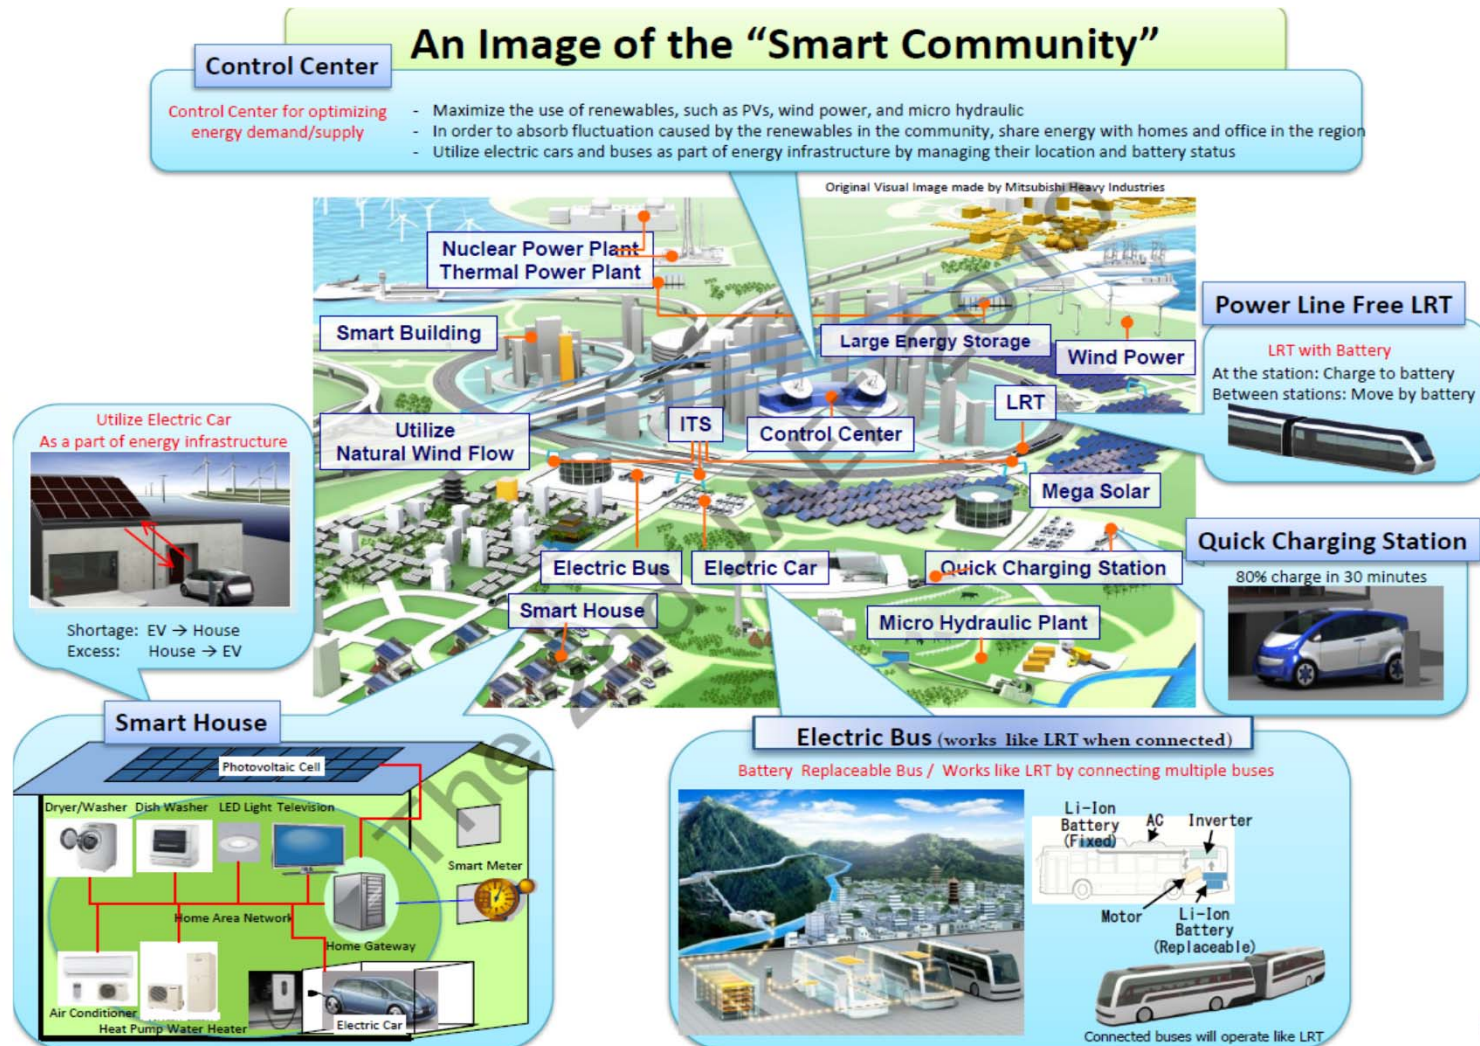 An Image of the “Smart Community”
Control Center
Control Center for optimizing
energy demand/supply
- Maximize the use of renewables, such as PVs, wind power, and micro hydraulic
- In order to absorb fluctuation caused by the renewables in the community, share energy with homes and office in the region
- Utilize electric cars and buses as part of energy infrastructure by managing their location and battery status
Original Visual Image made by Mitsubishi Heavy Industries
Nuclear Power Plant
Thermal Power Plant
Smart Building
Large Energy Storage
Wind Power
Utilize
Natural Wind Flow
ITS
Control Center
LRT
Mega Solar
Electric Bus
Electric Car
Quick Charging Station
Smart House
Micro Hydraulic Plant
Power Line Free LRT
LRT with Battery
At the station: Charge to battery
Between stations: Move by battery
Quick Charging Station
80% charge in 30 minutes
Utilize Electric Car
As a part of energy infrastructure
Shortage: EV → House
Excess: House → EV
Smart House
Photovoltaic Cell
Dryer/Washer
Dish Washer
LED Light
Television
Smart Meter
Home Area Network
Home Gateway
Air Conditioner
Heat Pump Water Heater
Electric Car
Electric Bus (works like LRT when connected)
Battery Replaceable Bus / Works like LRT by connecting multiple buses
Li-Ion
Battery
(Fixed)
AC
Inverter
Motor
Li-Ion
Battery
(Replaceable)
Connected buses will operate like LRT